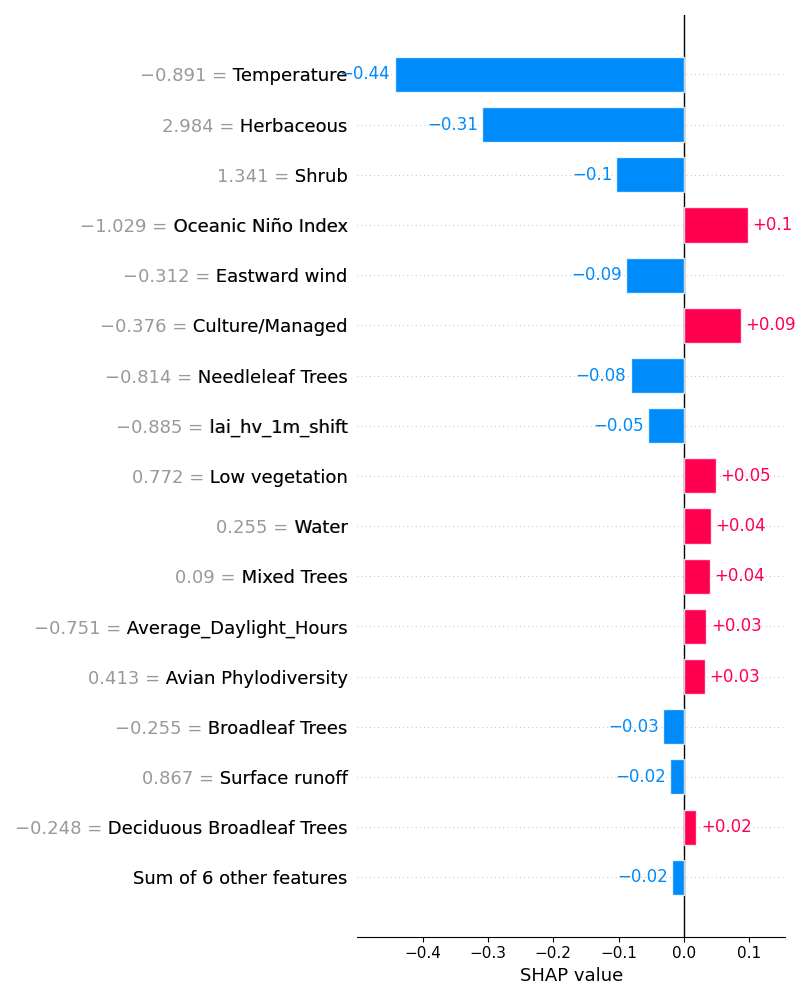 −0.891 = Temperature −0.44
2.984 = Herbaceous −0.31
1.341 = Shrub −0.1
−1.029 = Oceanic Niño Index +0.1
−0.312 = Eastward wind −0.09
−0.376 = Culture/Managed +0.09
−0.814 = Needleleaf Trees −0.08
−0.885 = lai_hv_1m_shift −0.05
0.772 = Low vegetation +0.05
0.255 = Water +0.04
0.09 = Mixed Trees +0.04
−0.751 = Average_Daylight_Hours +0.03
0.413 = Avian Phylodiversity +0.03
−0.255 = Broadleaf Trees −0.03
0.867 = Surface runoff −0.02
−0.248 = Deciduous Broadleaf Trees +0.02
Sum of 6 other features −0.02
−0.4 −0.3 −0.2 −0.1 0.0 0.1
SHAP value